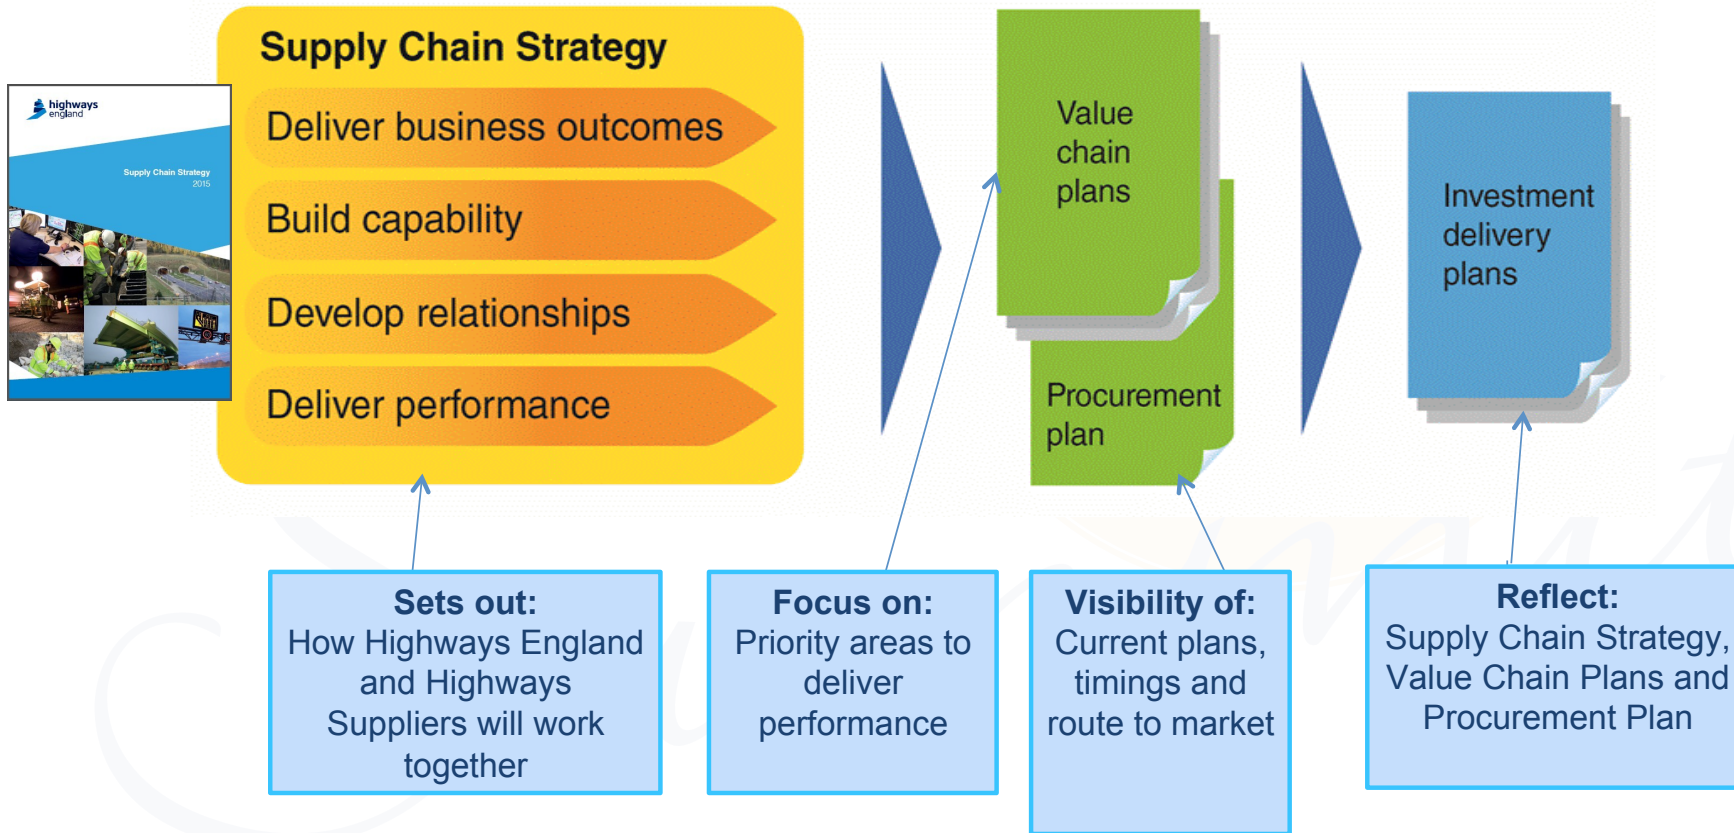 Supply Chain Strategy
highways
england
Supply Chain Strategy
2015
Deliver business outcomes
Build capability
Develop relationships
Deliver performance
Value
chain
plans
Procurement
plan
Investment
delivery
plans
Sets out:
How Highways England
and Highways
Suppliers will work
together
Focus on:
Priority areas to
deliver
performance
Visibility of:
Current plans,
timings and
route to market
Reflect:
Supply Chain Strategy,
Value Chain Plans and
Procurement Plan